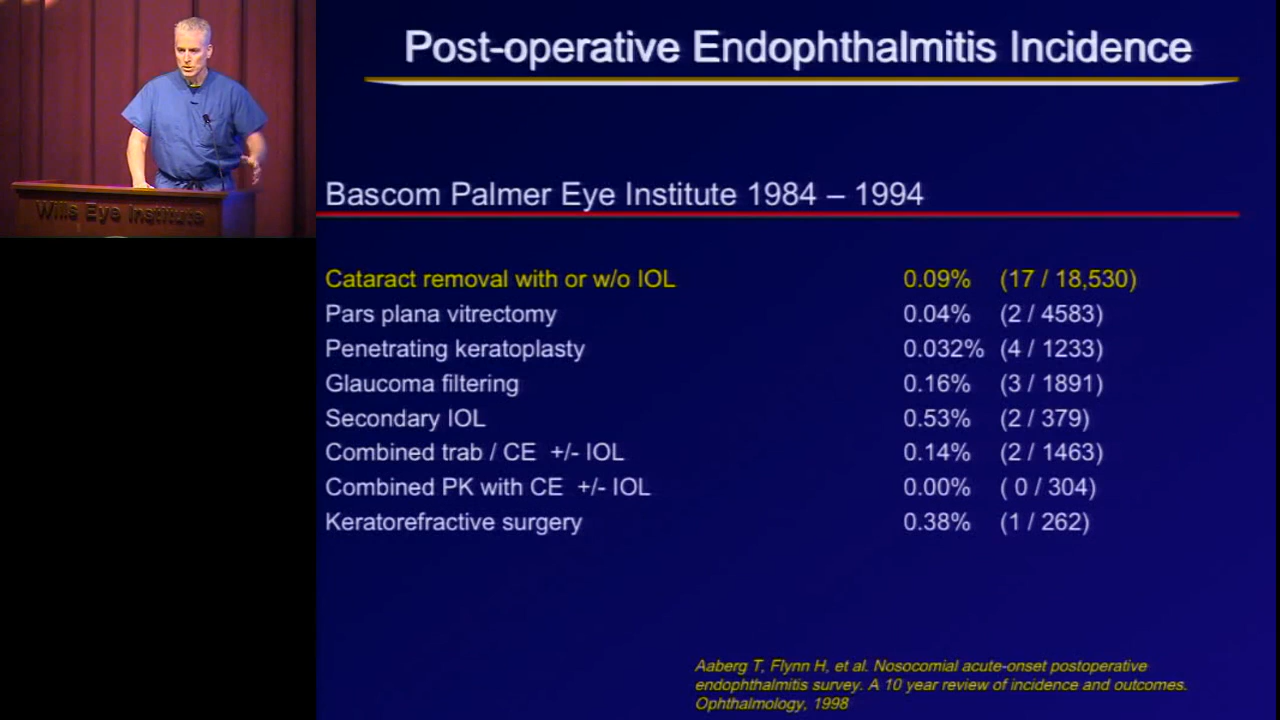 Post-operative Endophthalmitis Incidence
Wills Eye Institute
Bascom Palmer Eye Institute 1984 – 1994
Cataract removal with or w/o IOL 0.09% (17 / 18,530)
Pars plana vitrectomy 0.04% (2 / 4583)
Penetrating keratoplasty 0.032% (4 / 1233)
Glaucoma filtering 0.16% (3 / 1891)
Secondary IOL 0.53% (2 / 379)
Combined trab / CE +/- IOL 0.14% (2 / 1463)
Combined PK with CE +/- IOL 0.00% ( 0 / 304)
Keratorefractive surgery 0.38% (1 / 262)
Aaberg T, Flynn H, et al. Nosocomial acute-onset postoperative
endophthalmitis survey. A 10 year review of incidence and outcomes.
Ophthalmology, 1998